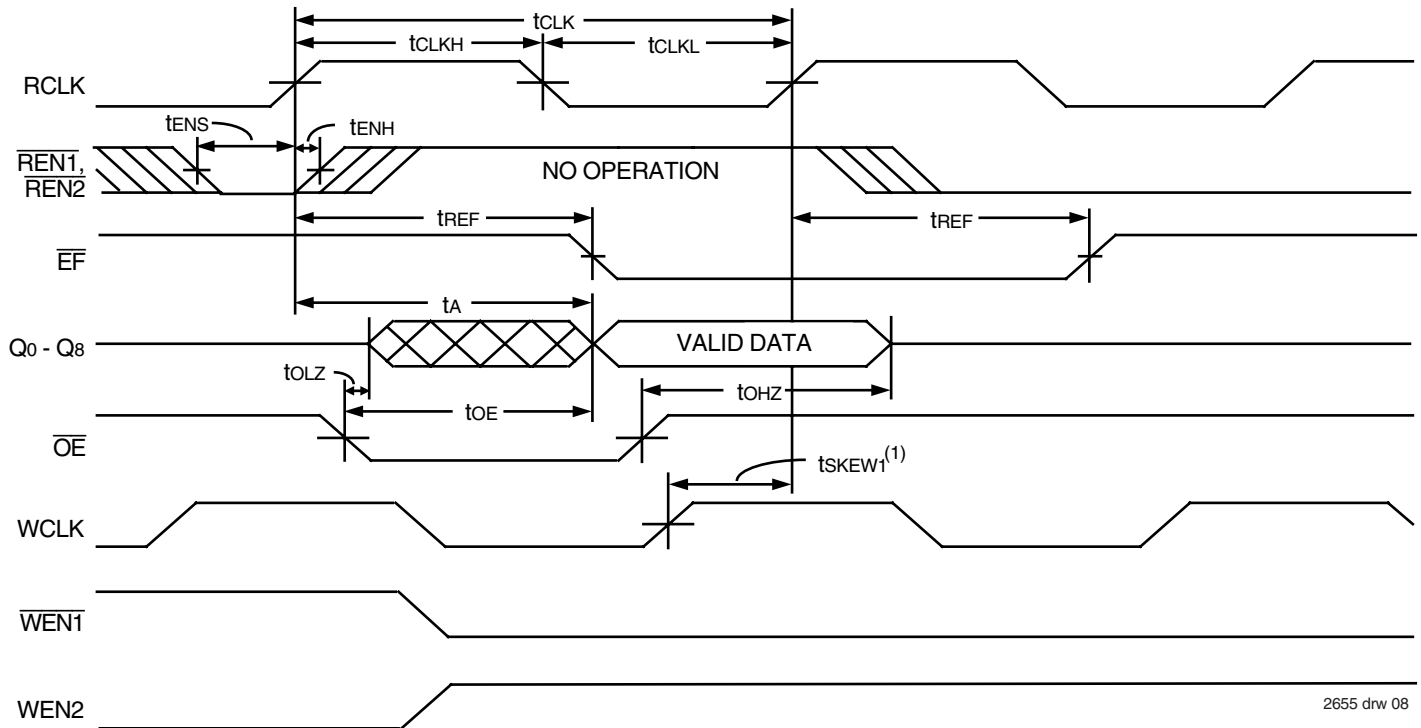 tCLK
tCLKH
tCLKL
RCLK
tENS
tENH
REN1,
REN2
NO OPERATION
tREF
tREF
EF
tA
Q0 - Q8
VALID DATA
tOLZ
tOHZ
tOE
OE
tSKEW1(1)
WCLK
WEN1
WEN2
2655 drw 08